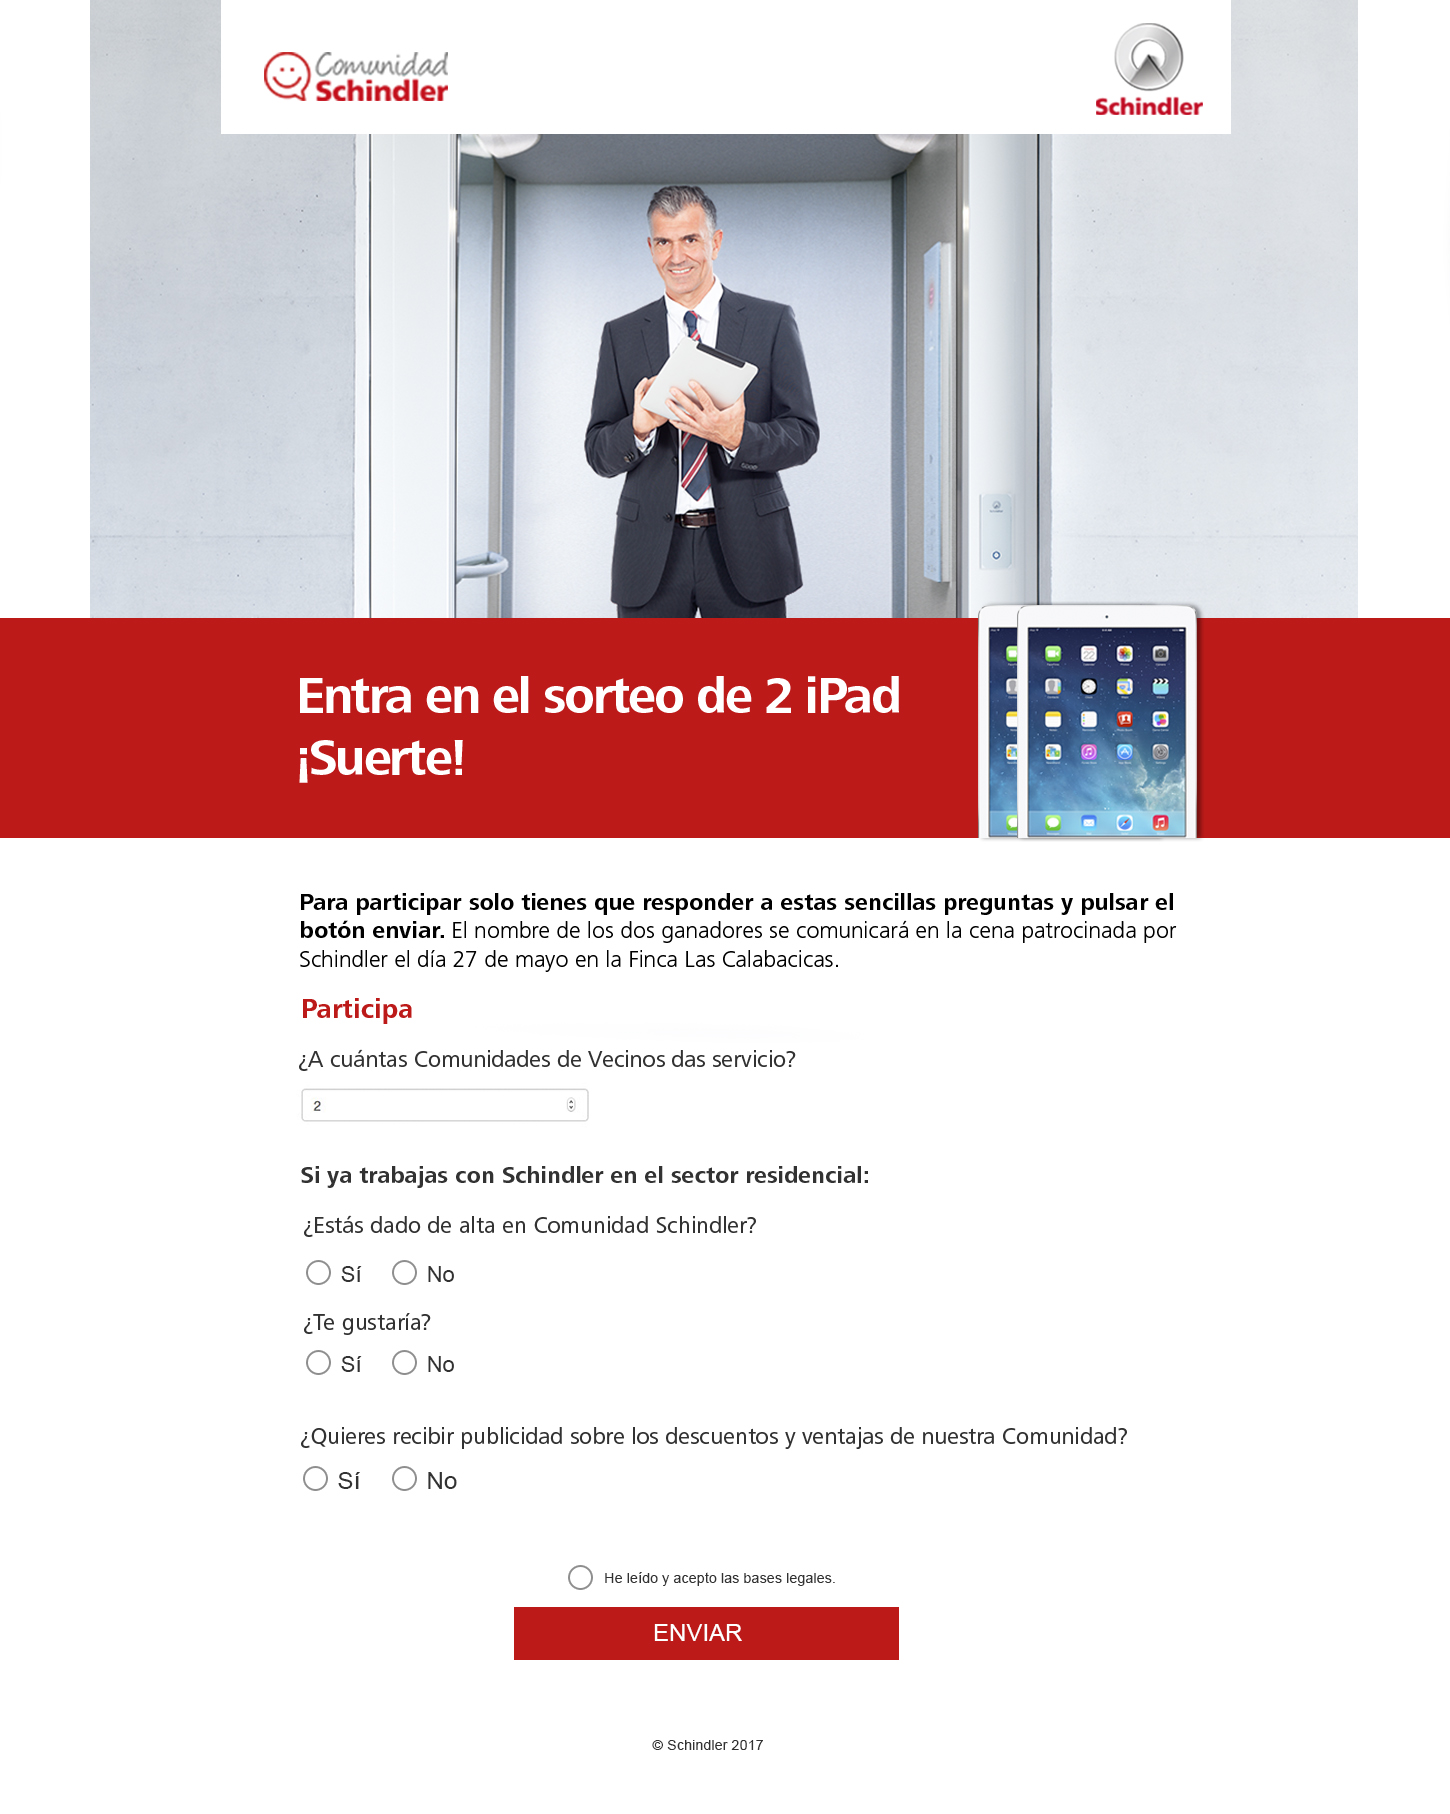 Comunidad
Schindler
Schindler
Entra en el sorteo de 2 iPad
¡Suerte!
Para participar solo tienes que responder a estas sencillas preguntas y pulsar el
botón enviar. El nombre de los dos ganadores se comunicará en la cena patrocinada por
Schindler el día 27 de mayo en la Finca Las Calabacicas.
Participa
¿A cuántas Comunidades de Vecinos das servicio?
2
Si ya trabajas con Schindler en el sector residencial:
¿Estás dado de alta en Comunidad Schindler?
Sí No
¿Te gustaría?
Sí No
¿Quieres recibir publicidad sobre los descuentos y ventajas de nuestra Comunidad?
Sí No
He leído y acepto las bases legales.
ENVIAR
© Schindler 2017